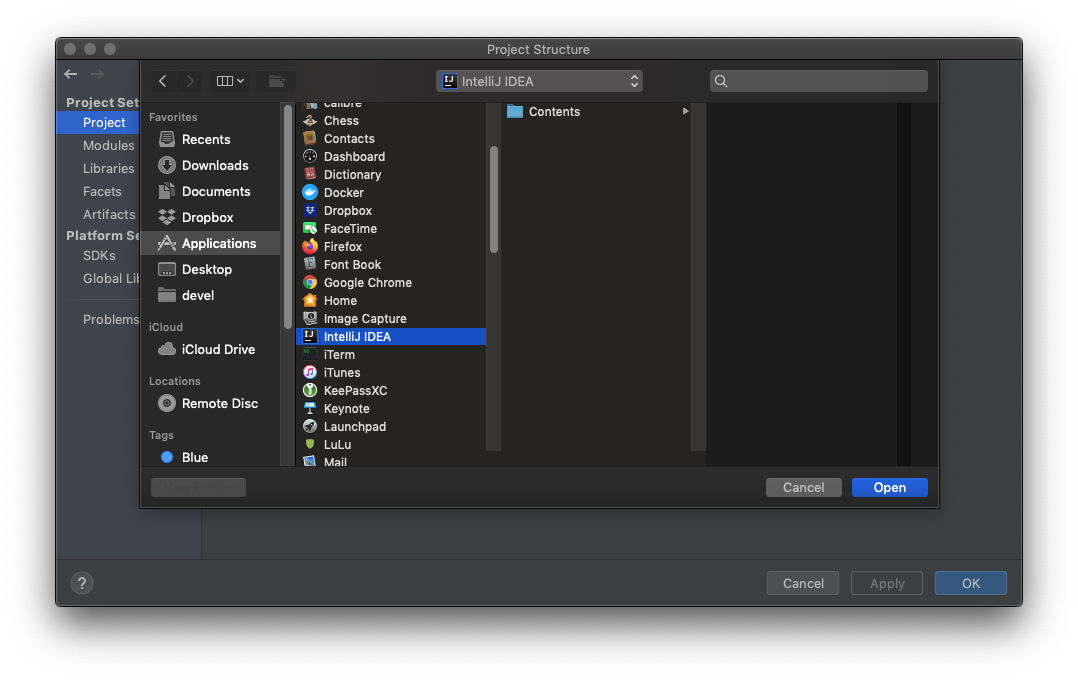 Project Structure
IntelliJ IDEA
Project Set
Project
Modules
Libraries
Facets
Artifacts
Platform Se
SDKs
Global Lib
Problems
Favorites
Recents
Downloads
Documents
Dropbox
Applications
Desktop
devel
iCloud
iCloud Drive
Locations
Remote Disc
Tags
Blue
calibre
Chess
Contacts
Dashboard
Dictionary
Docker
Dropbox
FaceTime
Firefox
Font Book
Google Chrome
Home
Image Capture
IntelliJ IDEA
iTerm
iTunes
KeePassXC
Keynote
Launchpad
LuLu
Mail
Contents
Cancel
Open
?
Cancel
Apply
OK